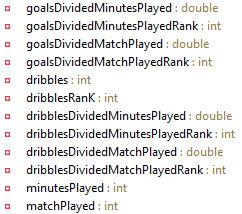 goalsDividedMinutesPlayed : double
goalsDividedMinutesPlayedRank : int
goalsDividedMatchPlayed : double
goalsDividedMatchPlayedRank : int
dribbles : int
dribblesRanK : int
dribblesDividedMinutesPlayed : double
dribblesDividedMinutesPlayedRank : int
dribblesDividedMatchPlayed : double
dribblesDividedMatchPlayedRank : int
minutesPlayed : int
matchPlayed : int